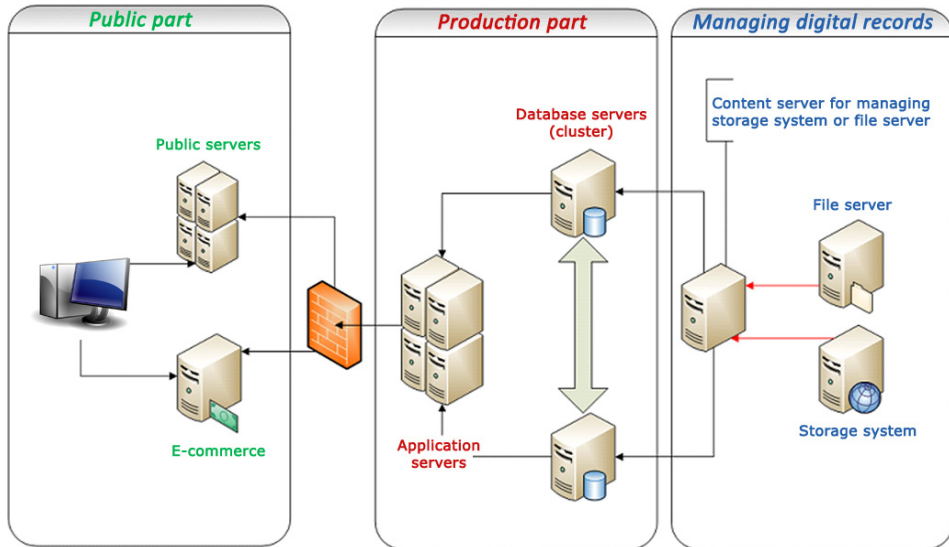 Public part
Production part
Managing digital records
Public servers
E-commerce
Database servers
(cluster)
Application
servers
Content server for managing
storage system or file server
File server
Storage system